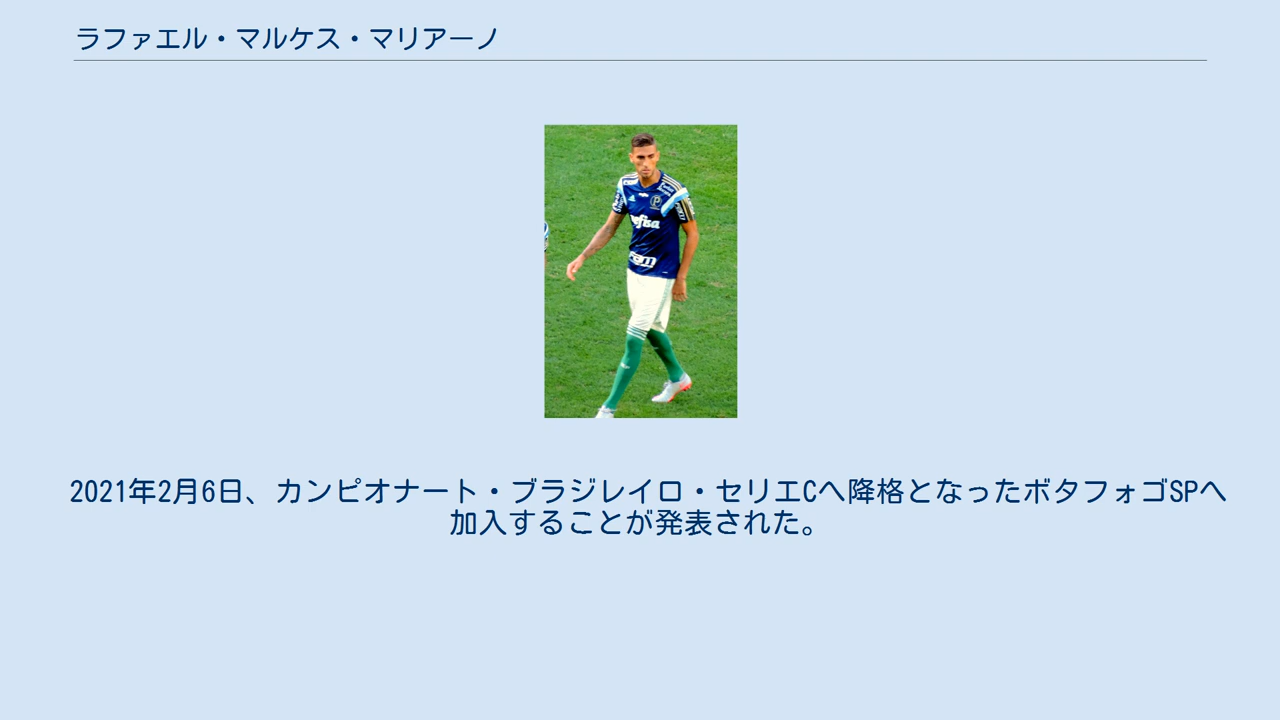 ラファエル・マルケス・マリアーノ
2021年2月6日、カンピオナート・ブラジレイロ・セリエCへ降格となったボタフォゴSPへ
加入することが発表された。